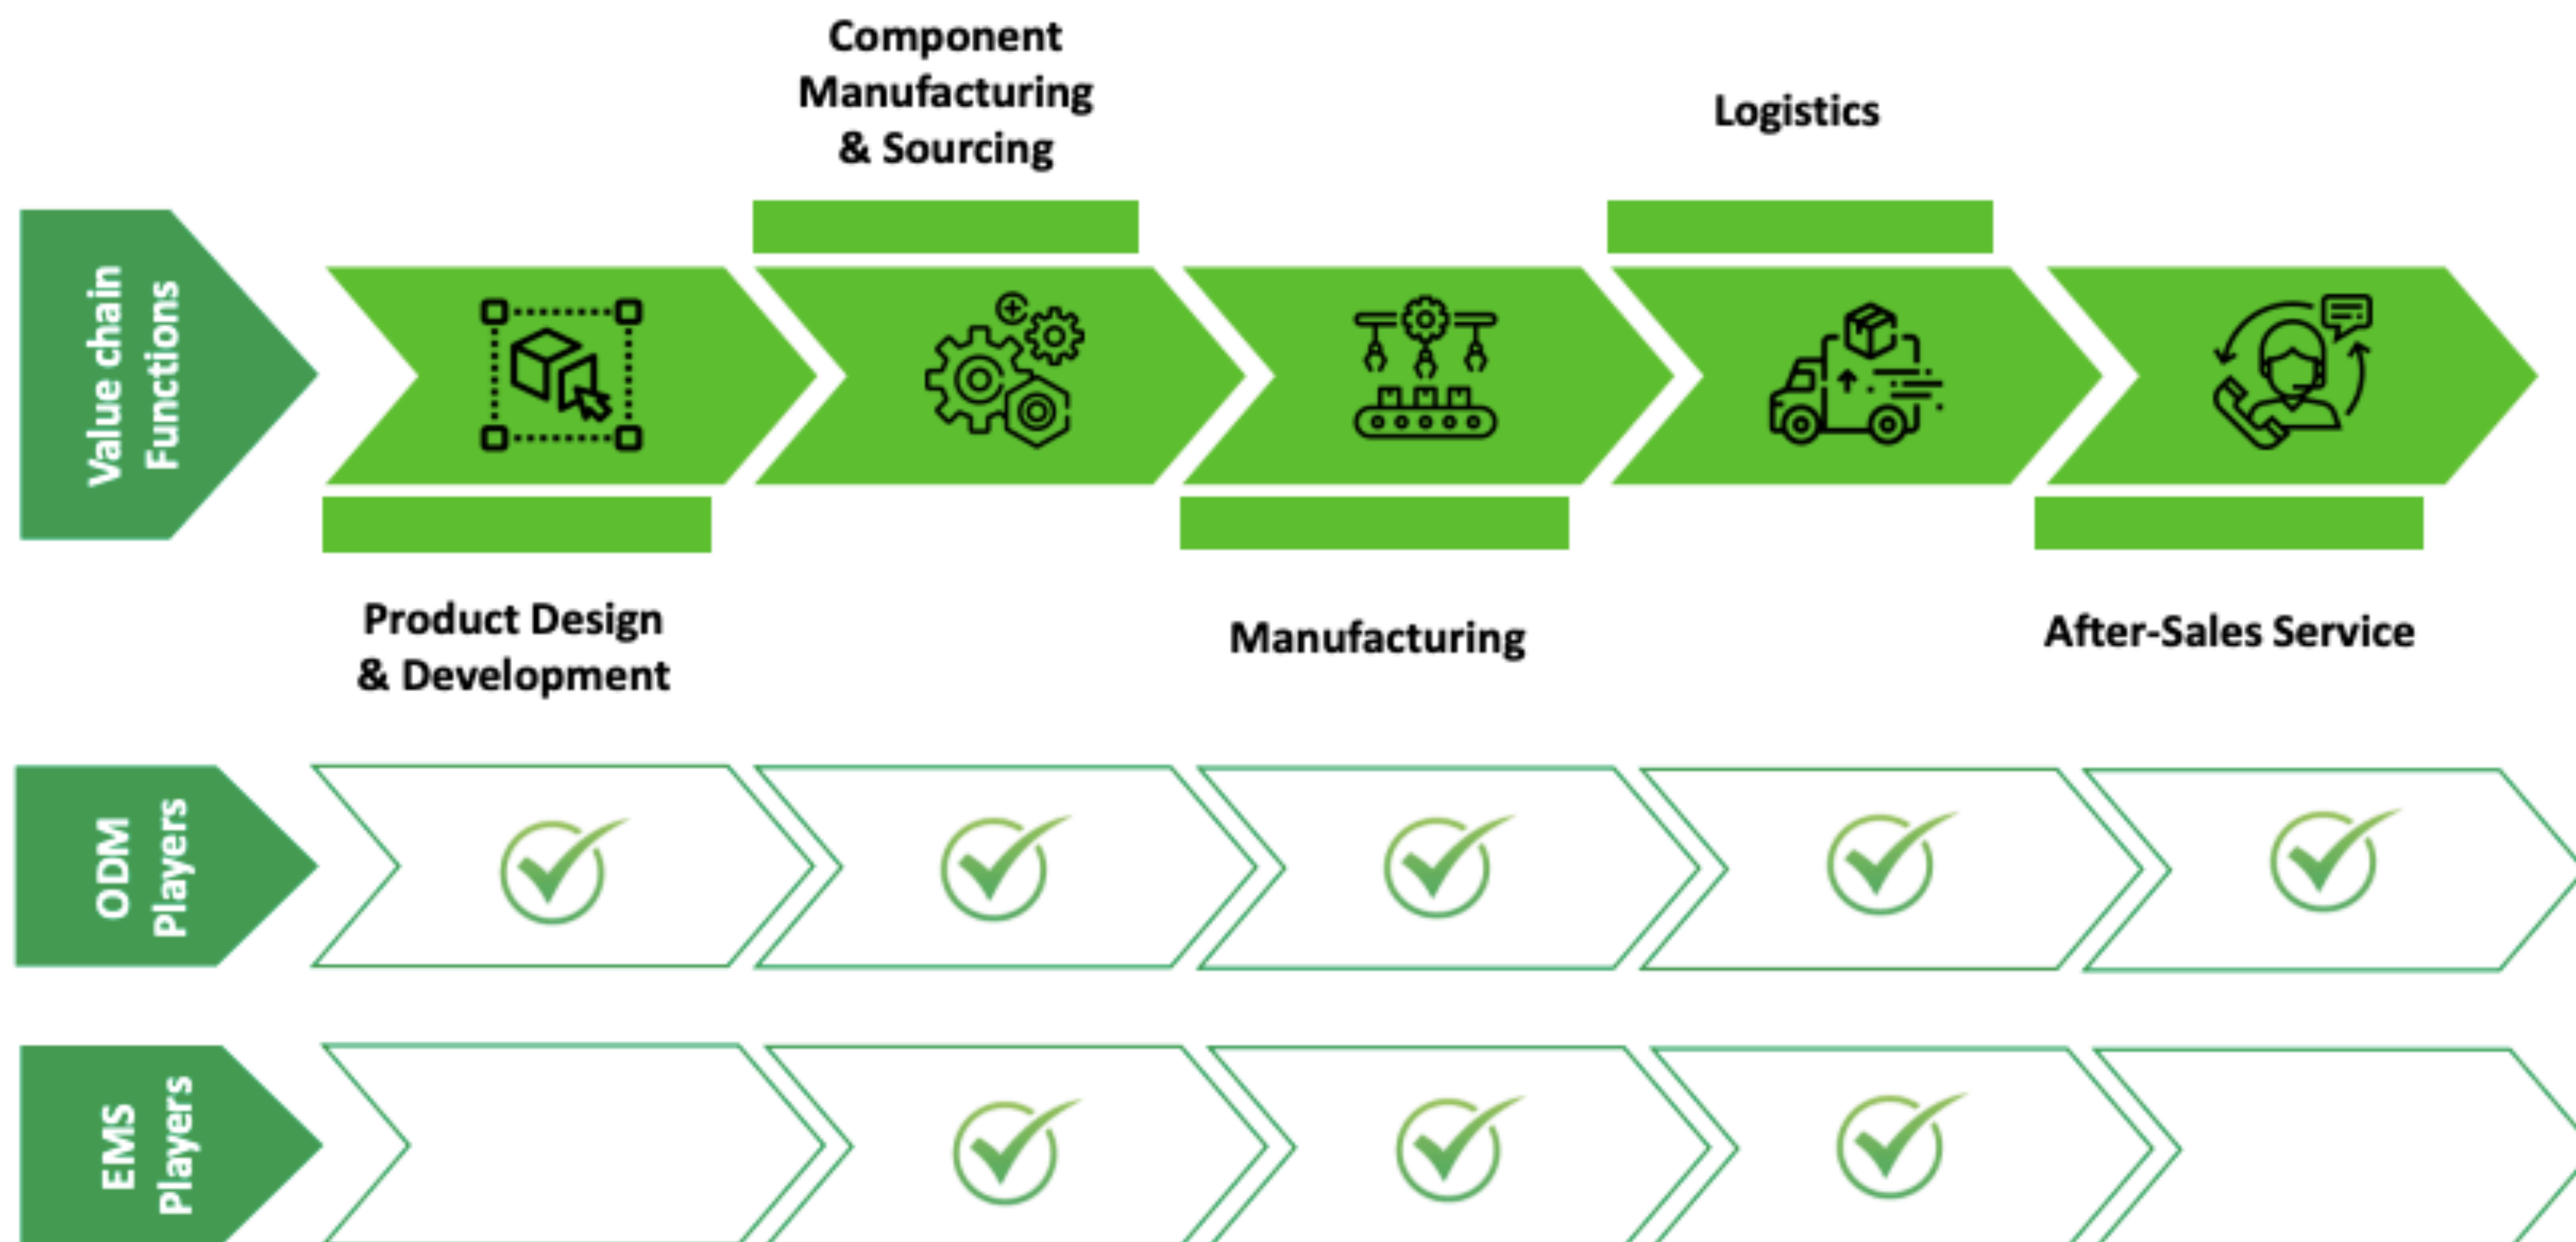 Component
Manufacturing
& Sourcing
Logistics
Value chain
Functions
Product Design
& Development
Manufacturing
After-Sales Service
ODM
Players
EMS
Players